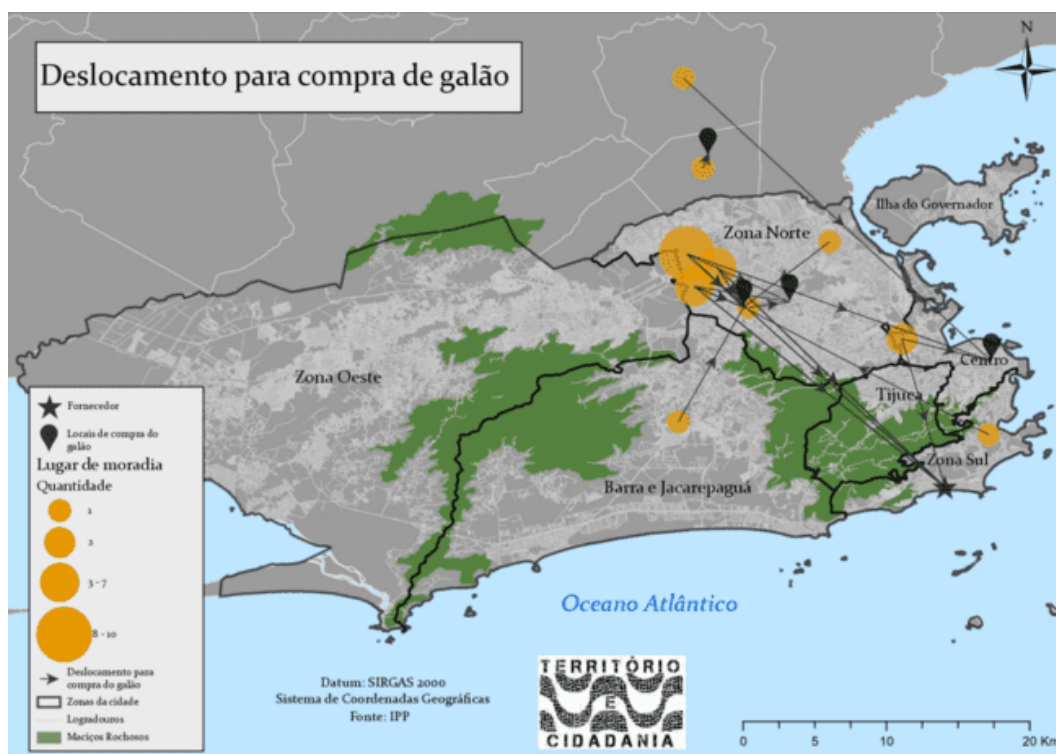 Deslocamento para compra de galão
N
Ilha do Governador
Zona Norte
Centro
Zona Oeste
Tijuca
Zona Sul
Barra e Jacarepaguá
Fornecedor
Locais de compra do
galão
Lugar de moradia
Quantidade
1
2
3 - 7
8 - 10
Deslocamento para
compra do galão
Zonas da cidade
Logradouros
Maciços Rochosos
Oceano Atlântico
Datum: SIRGAS 2000
Sistema de Coordenadas Geográficas
Fonte: IPP
TERRITÓRIO
E
CIDADANIA
0 5 10 20 Km